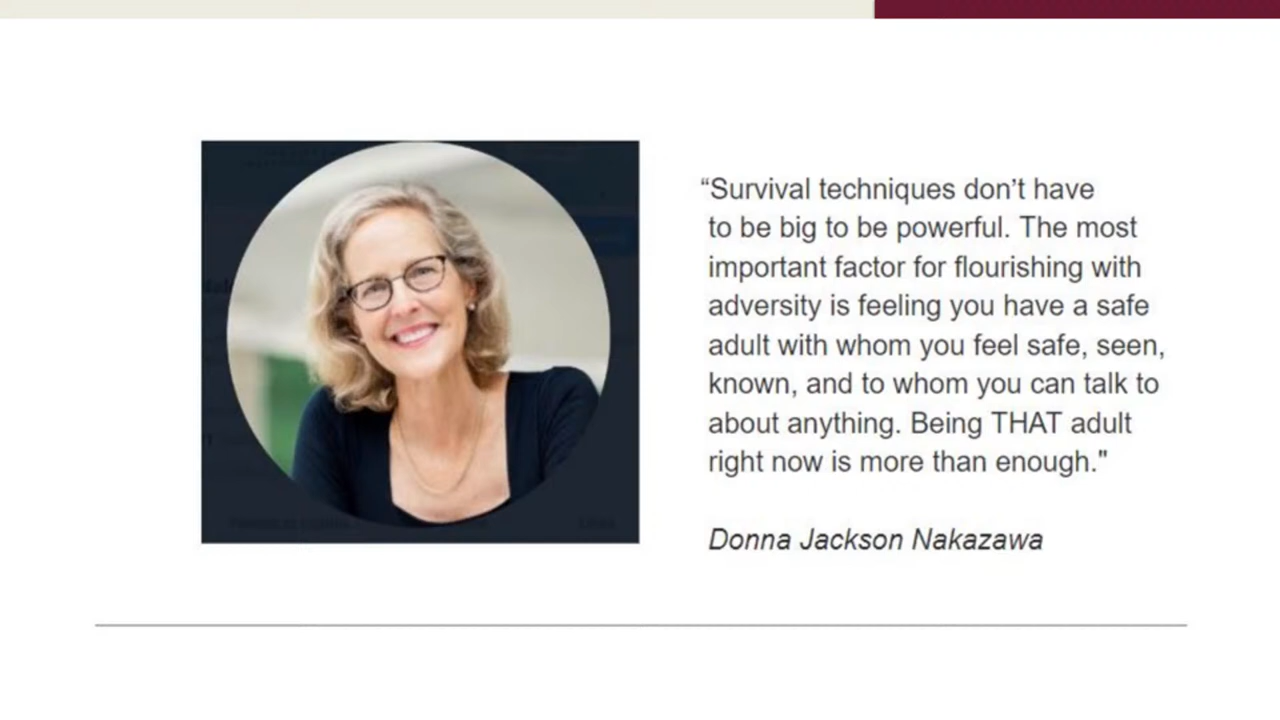 “Survival techniques don’t have
to be big to be powerful. The most
important factor for flourishing with
adversity is feeling you have a safe
adult with whom you feel safe, seen,
known, and to whom you can talk to
about anything. Being THAT adult
right now is more than enough."
Donna Jackson Nakazawa